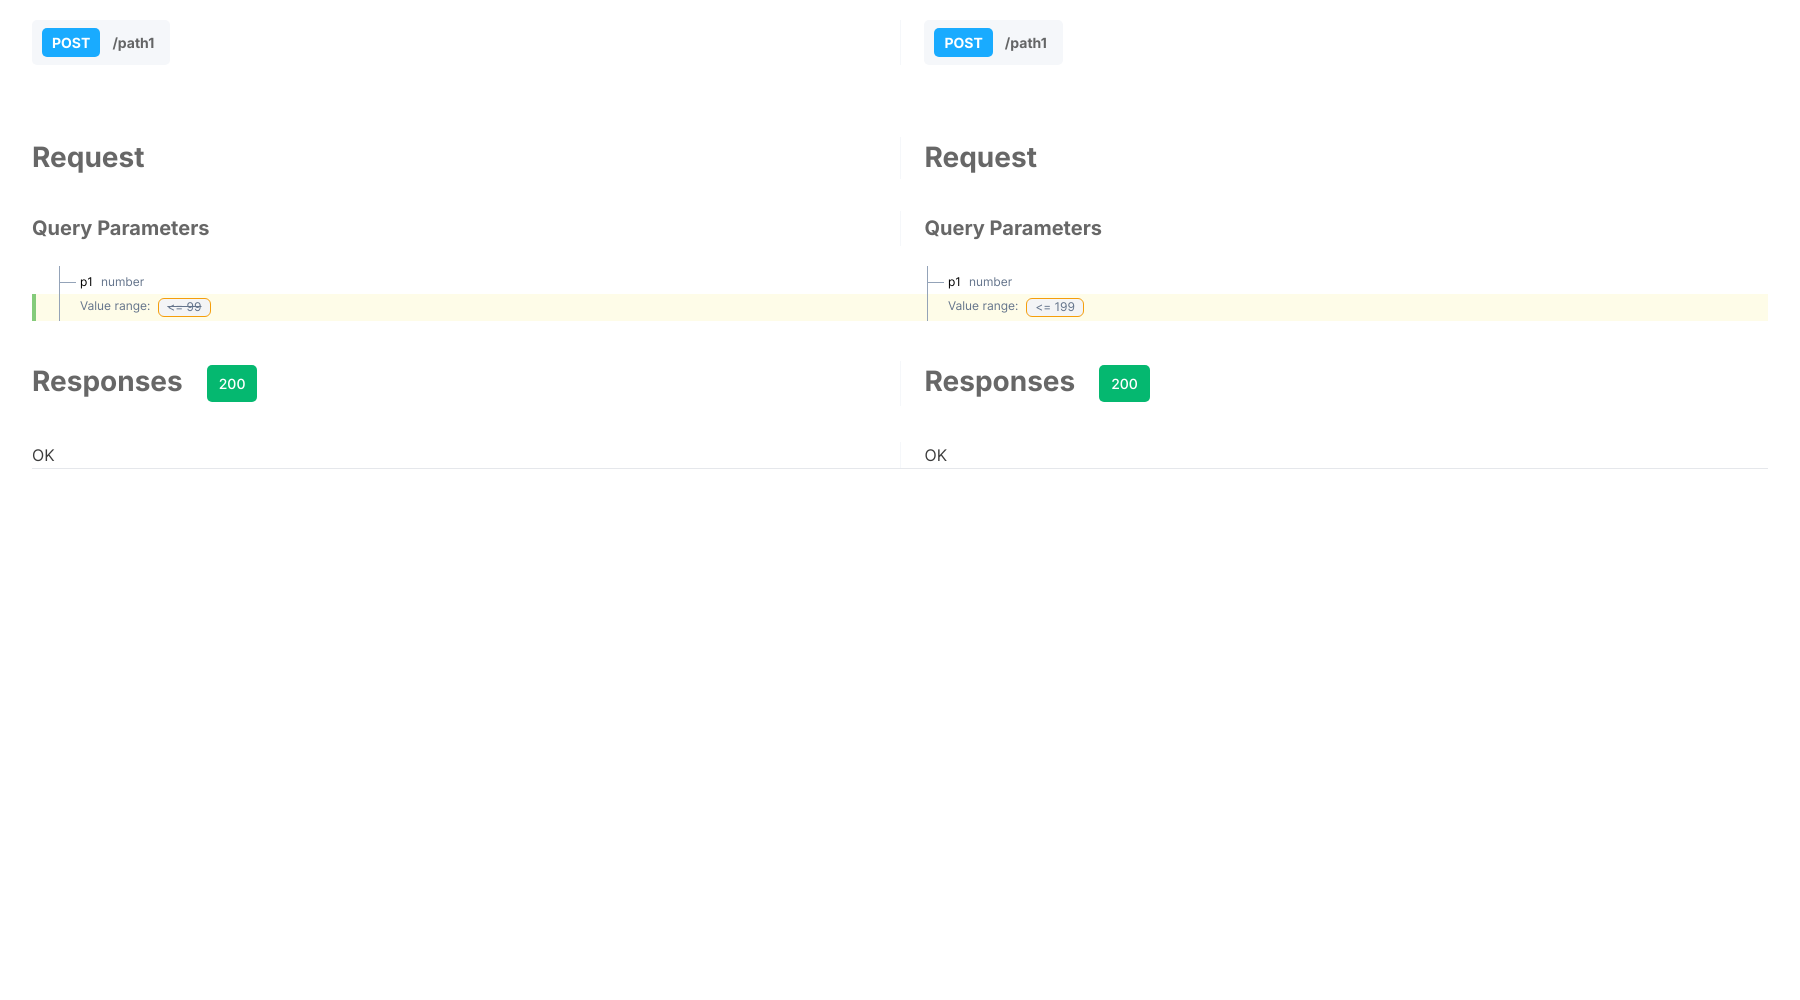 POST /path1 POST /path1
Request Request
Query Parameters Query Parameters
p1 number p1 number
Value range: <= 99 Value range: <= 199
Responses 200 Responses 200
OK OK